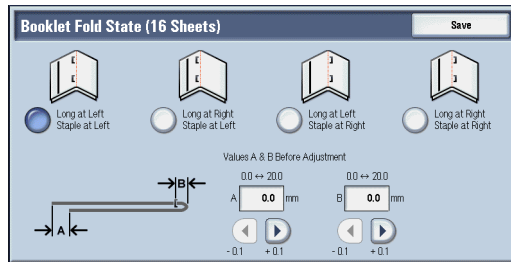 Booklet Fold State (16 Sheets)
Save
Long at Left
Staple at Left
Long at Right
Staple at Left
Long at Left
Staple at Right
Long at Right
Staple at Right
Values A & B Before Adjustment
0.0 ↔ 20.0
0.0 ↔ 20.0
A 0.0 mm
B 0.0 mm
- 0.1 + 0.1
- 0.1 + 0.1
B
A